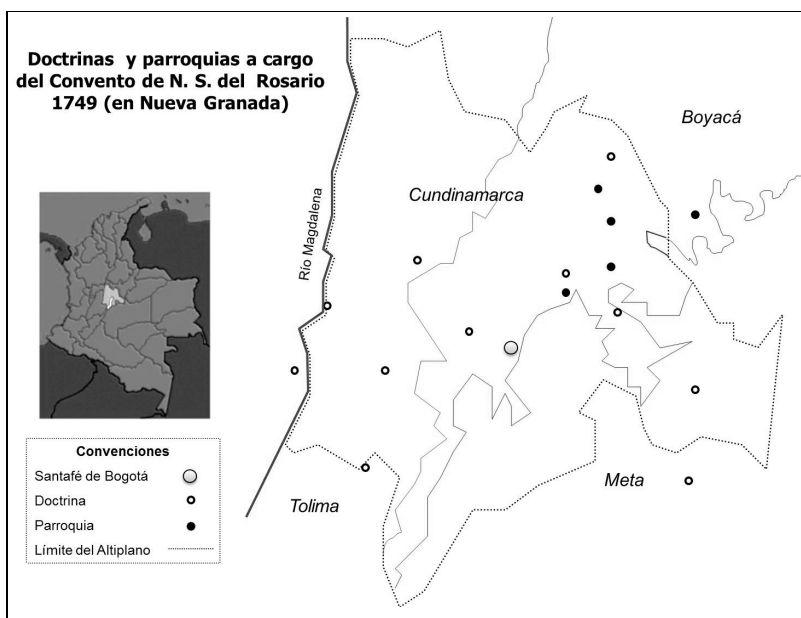 Doctrinas y parroquias a cargo
del Convento de N. S. del Rosario
1749 (en Nueva Granada)
Boyacá
Cundinamarca
Río Magdalena
Convenciones
Santafé de Bogotá
Doctrina
Parroquia
Límite del Altiplano
Tolima
Meta